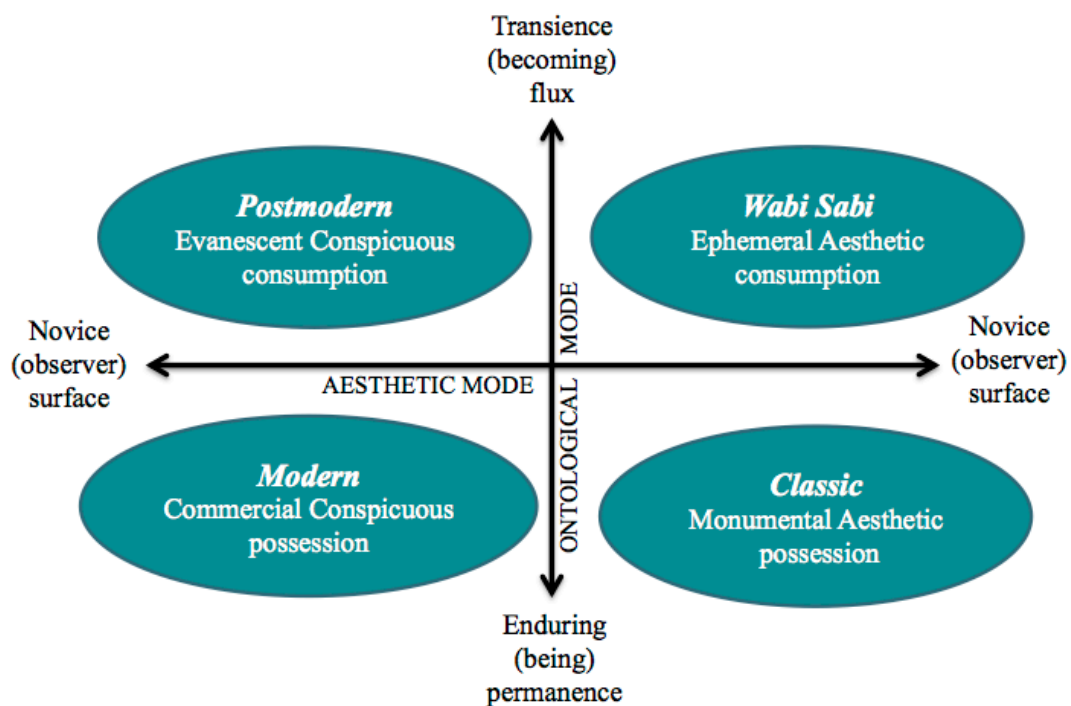 Transience
(becoming)
flux
Postmodern
Evanescent Conspicuous
consumption
Wabi Sabi
Ephemeral Aesthetic
consumption
MODE
Novice
(observer)
surface
Novice
(observer)
surface
AESTHETIC MODE
ONTOLOGICAL
Modern
Commercial Conspicuous
possession
Classic
Monumental Aesthetic
possession
Enduring
(being)
permanence